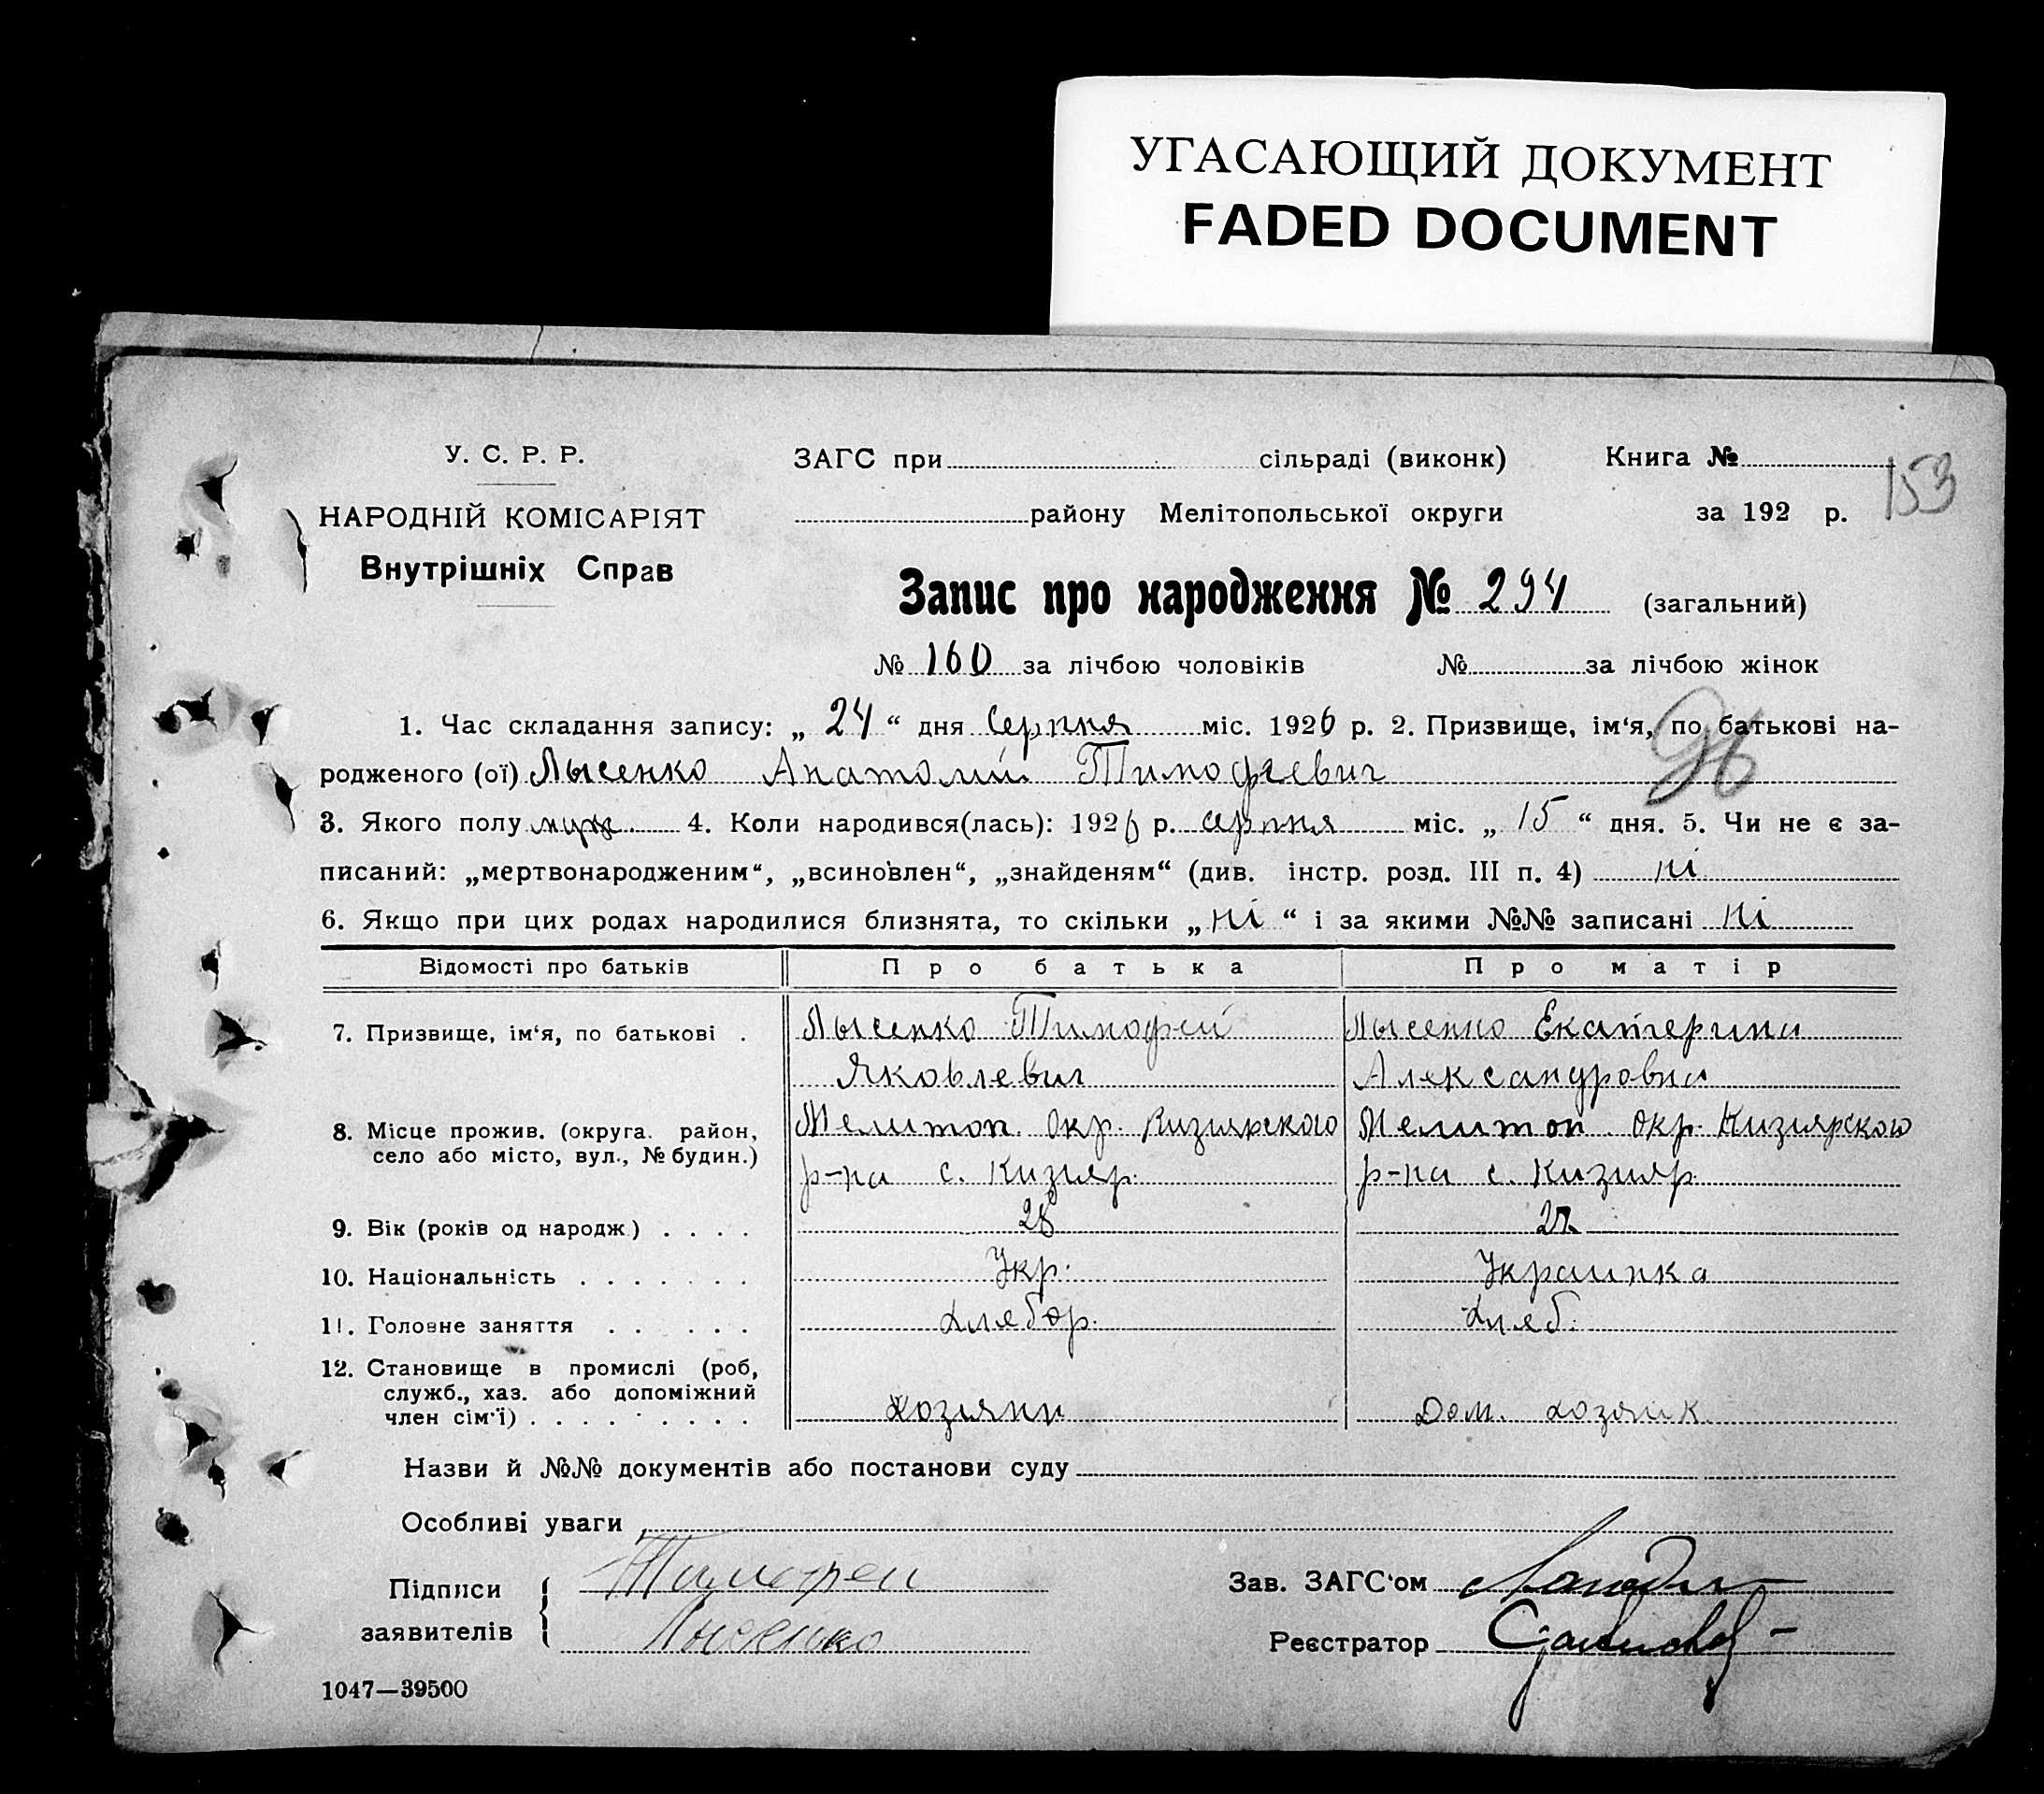 УГАСАЮЩИЙ ДОКУМЕНТ
FADED DOCUMENT
У. С. Р. Р.
НАРОДНІЙ КОМІСАРІЯТ
Внутрішніх Справ
ЗАГС при сільраді (виконк) Книга №
району Мелітопольської округи за 192 р.
153
Запис про народження № 294 (загальний)
№ 160 за лічбою чоловіків № за лічбою жінок
1. Час складання запису: „ 24 “ дня серпня міс. 1926 р. 2. Призвище, ім'я, по батькові на-
родженого (ої) Лысенко Анатолий Тимофеевич
3. Якого полу муж 4. Коли народився(лась): 1926 р. серпня міс. „ 15 “ дня. 5. Чи не є за-
писаний: „мертвонародженим“, „всиновлен“, „знайденям“ (див. інстр. розд. III п. 4) ні
6. Якщо при цих родах народилися близнята, то скільки „ ні “ і за якими №№ записані ні
Відомості про батьків Про батька Про матір
7. Призвище, ім'я, по батькові . Лысенко Тимофей Лысенко Екатерина
Яковлевич Александровна
8. Місце прожив. (округа. район, Мелитоп. окр. Кизиярского Мелитоп. окр. Кизиярского
село або місто, вул., № будин.) р-на с. Кизияр. р-на с. Кизияр.
9. Вік (років од народж.) . . . . 28
10. Національність . . . . . . . Укр. Украинка
11. Головне заняття . . . . . Хлебор. Хлеб.
12. Становище в промислі (роб,
служб., хаз. або допоміжний
член сім'ї) . . . . . . . . . хозяин Дом. хозяик
Назви й №№ документів або постанови суду
Особливі уваги
Підписи
заявителів
Тимофей
Лысенко
Зав. ЗАГС'ом
Реєстратор
1047—39500